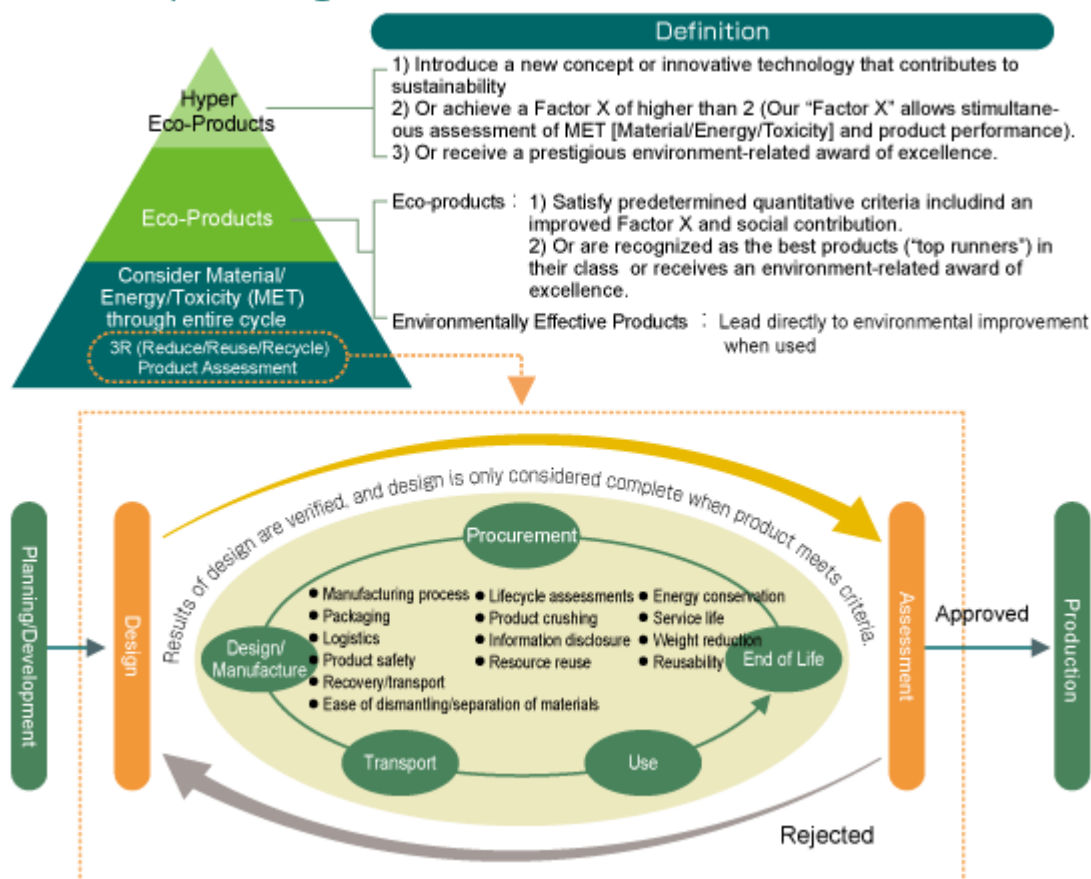 Definition
Hyper
Eco-Products
1) Introduce a new concept or innovative technology that contributes to
sustainability
2) Or achieve a Factor X of higher than 2 (Our “Factor X” allows stimultane-
ous assessment of MET [Material/Energy/Toxicity] and product performance).
3) Or receive a prestigious environment-related award of excellence.
Eco-Products
Eco-products : 1) Satisfy predetermined quantitative criteria includind an
improved Factor X and social contribution.
2) Or are recognized as the best products (“top runners”) in
their class or receives an environment-related award of
excellence.
Environmentally Effective Products : Lead directly to environmental improvement
when used
Consider Material/
Energy/Toxicity (MET)
through entire cycle
3R (Reduce/Reuse/Recycle)
Product Assessment
Planning/Development
Design
Results of design are verified, and design is only considered complete when product meets criteria.
Procurement
Design/
Manufacture
Transport
Use
End of Life
● Manufacturing process
● Packaging
● Logistics
● Product safety
● Recovery/transport
● Ease of dismantling/separation of materials
● Lifecycle assessments
● Product crushing
● Information disclosure
● Resource reuse
● Energy conservation
● Service life
● Weight reduction
● Reusability
Assessment
Approved
Rejected
Production